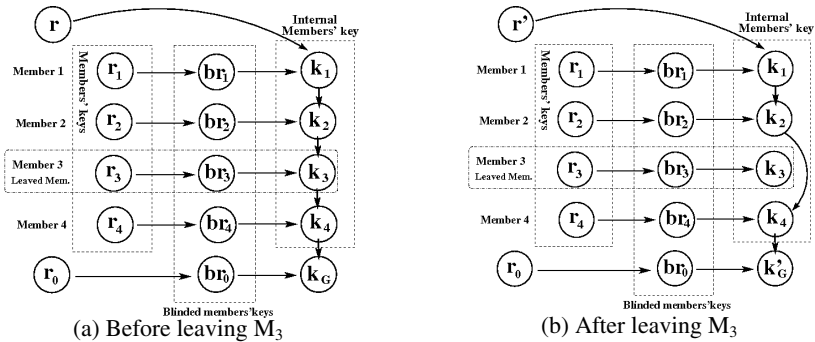 r
Internal
Members' key
Member 1
Members' keys
r1
br1
k1
Member 2
r2
br2
k2
Member 3
Leaved Mem.
r3
br3
k3
Member 4
r4
br4
k4
r0
br0
kG
Blinded members'keys
(a) Before leaving M3
r'
Internal
Members' key
Member 1
Members' keys
r1
br1
k1
Member 2
r2
br2
k2
Member 3
Leaved Mem.
r3
br3
k3
Member 4
r4
br4
k4
r0
br0
k'G
Blinded members'keys
(b) After leaving M3